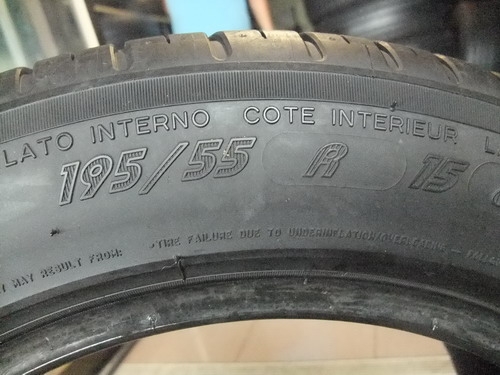 LATO INTERNO COTE INTERIEUR L
195/55 R 15
MAY RESULT FROM: TIRE FAILURE DUE TO UNDERINFLATION/OVERLOADING